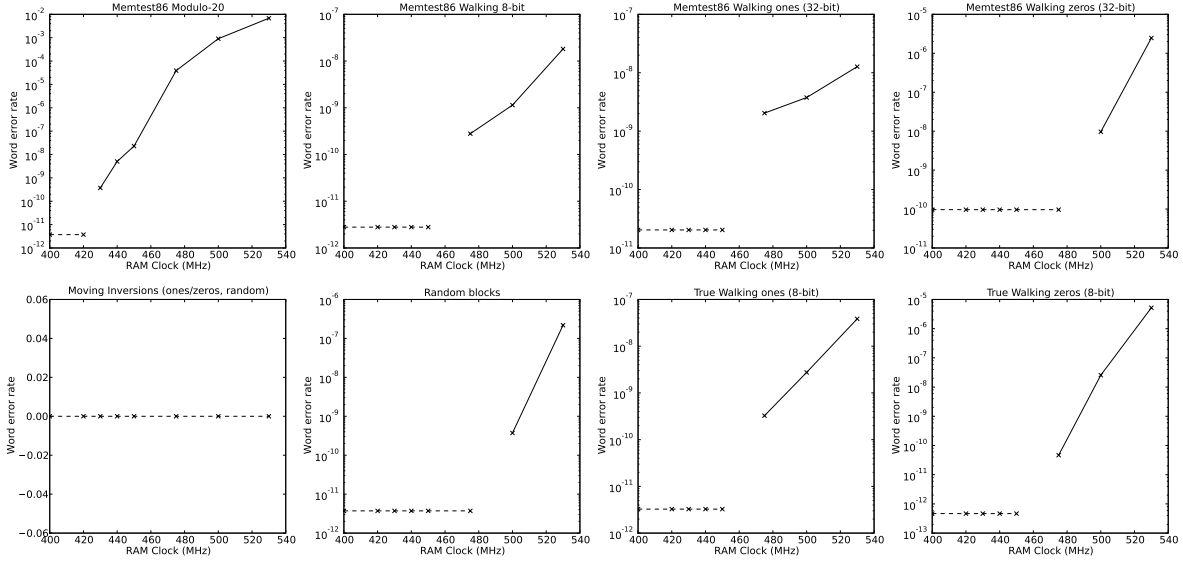 Memtest86 Modulo-20
Word error rate
10^-2
10^-3
10^-4
10^-5
10^-6
10^-7
10^-8
10^-9
10^-10
10^-11
10^-12
400 420 440 460 480 500 520 540
RAM Clock (MHz)
Memtest86 Walking 8-bit
Word error rate
10^-7
10^-8
10^-9
10^-10
10^-11
10^-12
400 420 440 460 480 500 520 540
RAM Clock (MHz)
Memtest86 Walking ones (32-bit)
Word error rate
10^-7
10^-8
10^-9
10^-10
10^-11
400 420 440 460 480 500 520 540
RAM Clock (MHz)
Memtest86 Walking zeros (32-bit)
Word error rate
10^-5
10^-6
10^-7
10^-8
10^-9
10^-10
10^-11
400 420 440 460 480 500 520 540
RAM Clock (MHz)
Moving Inversions (ones/zeros, random)
Word error rate
0.06
0.04
0.02
0.00
−0.02
−0.04
−0.06
400 420 440 460 480 500 520 540
RAM Clock (MHz)
Random blocks
Word error rate
10^-6
10^-7
10^-8
10^-9
10^-10
10^-11
10^-12
400 420 440 460 480 500 520 540
RAM Clock (MHz)
True Walking ones (8-bit)
Word error rate
10^-7
10^-8
10^-9
10^-10
10^-11
10^-12
400 420 440 460 480 500 520 540
RAM Clock (MHz)
True Walking zeros (8-bit)
Word error rate
10^-5
10^-6
10^-7
10^-8
10^-9
10^-10
10^-11
10^-12
10^-13
400 420 440 460 480 500 520 540
RAM Clock (MHz)